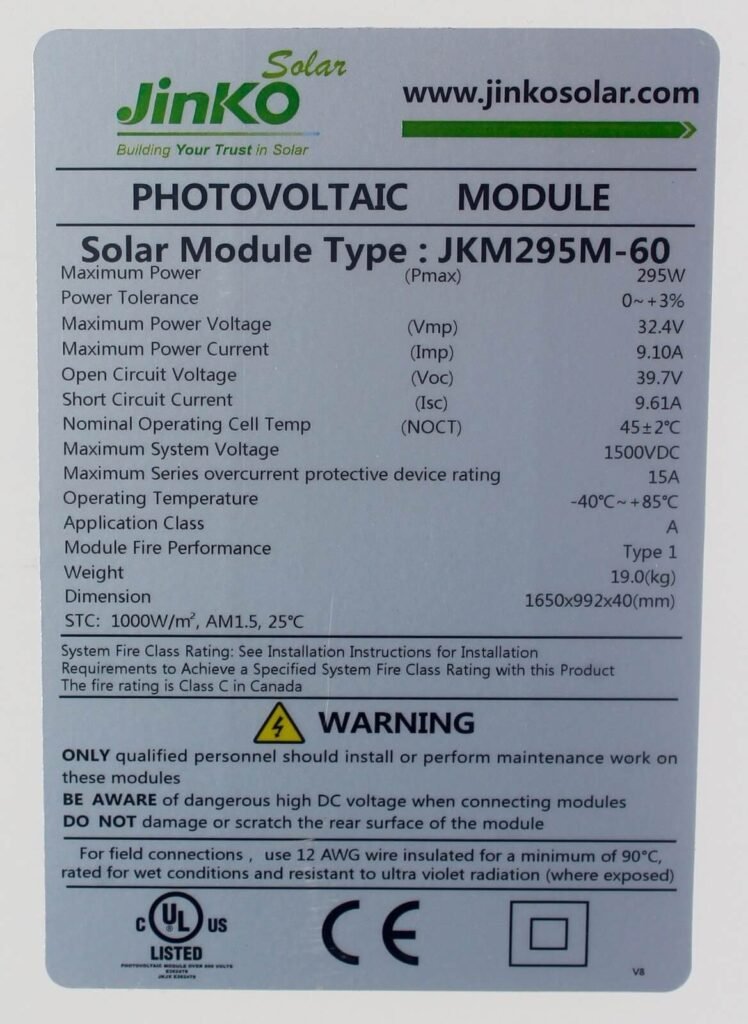 Solar
JinKO
www.jinkosolar.com
Building Your Trust in Solar
PHOTOVOLTAIC MODULE
Solar Module Type : JKM295M-60
Maximum Power (Pmax) 295W
Power Tolerance 0~+3%
Maximum Power Voltage (Vmp) 32.4V
Maximum Power Current (Imp) 9.10A
Open Circuit Voltage (Voc) 39.7V
Short Circuit Current (Isc) 9.61A
Nominal Operating Cell Temp (NOCT) 45±2℃
Maximum System Voltage 1500VDC
Maximum Series overcurrent protective device rating 15A
Operating Temperature -40℃~+85℃
Application Class A
Module Fire Performance Type 1
Weight 19.0(kg)
Dimension 1650x992x40(mm)
STC: 1000W/m², AM1.5, 25℃
System Fire Class Rating: See Installation Instructions for Installation
Requirements to Achieve a Specified System Fire Class Rating with this Product
The fire rating is Class C in Canada
WARNING
ONLY qualified personnel should install or perform maintenance work on
these modules
BE AWARE of dangerous high DC voltage when connecting modules
DO NOT damage or scratch the rear surface of the module
For field connections , use 12 AWG wire insulated for a minimum of 90℃,
rated for wet conditions and resistant to ultra violet radiation (where exposed)
C UL ® US
LISTED
PHOTOVOLTAIC MODULE OVER 600 VOLTS
CE
V8